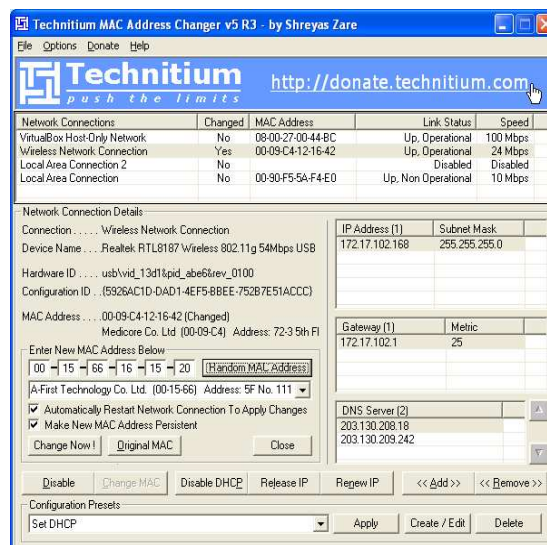 Technitium MAC Address Changer v5 R3 - by Shreyas Zare
File Options Donate Help
Technitium
push the limits
http://donate.technitium.com
Network Connections Changed MAC Address Link Status Speed
VirtualBox Host-Only Network No 08-00-27-00-44-BC Up, Operational 100 Mbps
Wireless Network Connection Yes 00-09-C4-12-16-42 Up, Operational 24 Mbps
Local Area Connection 2 No Disabled Disabled
Local Area Connection No 00-90-F5-5A-F4-E0 Up, Non Operational 10 Mbps
Network Connection Details
Connection . . . . . Wireless Network Connection
Device Name . . . Realtek RTL8187 Wireless 802.11g 54Mbps USB
Hardware ID . . . . usb\vid_13d1&pid_abe6&rev_0100
Configuration ID . . {5926AC1D-DAD1-4EF5-BBEE-752B7E51ACCC}
MAC Address . . . . 00-09-C4-12-16-42 (Changed)
Medicore Co. Ltd (00-09-C4) Address: 72-3 5th Fl
IP Address (1) Subnet Mask
172.17.102.168 255.255.255.0
Gateway (1) Metric
172.17.102.1 25
Enter New MAC Address Below
00 - 15 - 66 - 16 - 15 - 20 Random MAC Address
A-First Technology Co. Ltd. (00-15-66) Address: 5F No. 111
Automatically Restart Network Connection To Apply Changes
Make New MAC Address Persistent
Change Now ! Original MAC Close
DNS Server (2)
203.130.208.18
203.130.209.242
Disable Change MAC Disable DHCP Release IP Renew IP << Add >> << Remove >>
Configuration Presets
Set DHCP Apply Create / Edit Delete